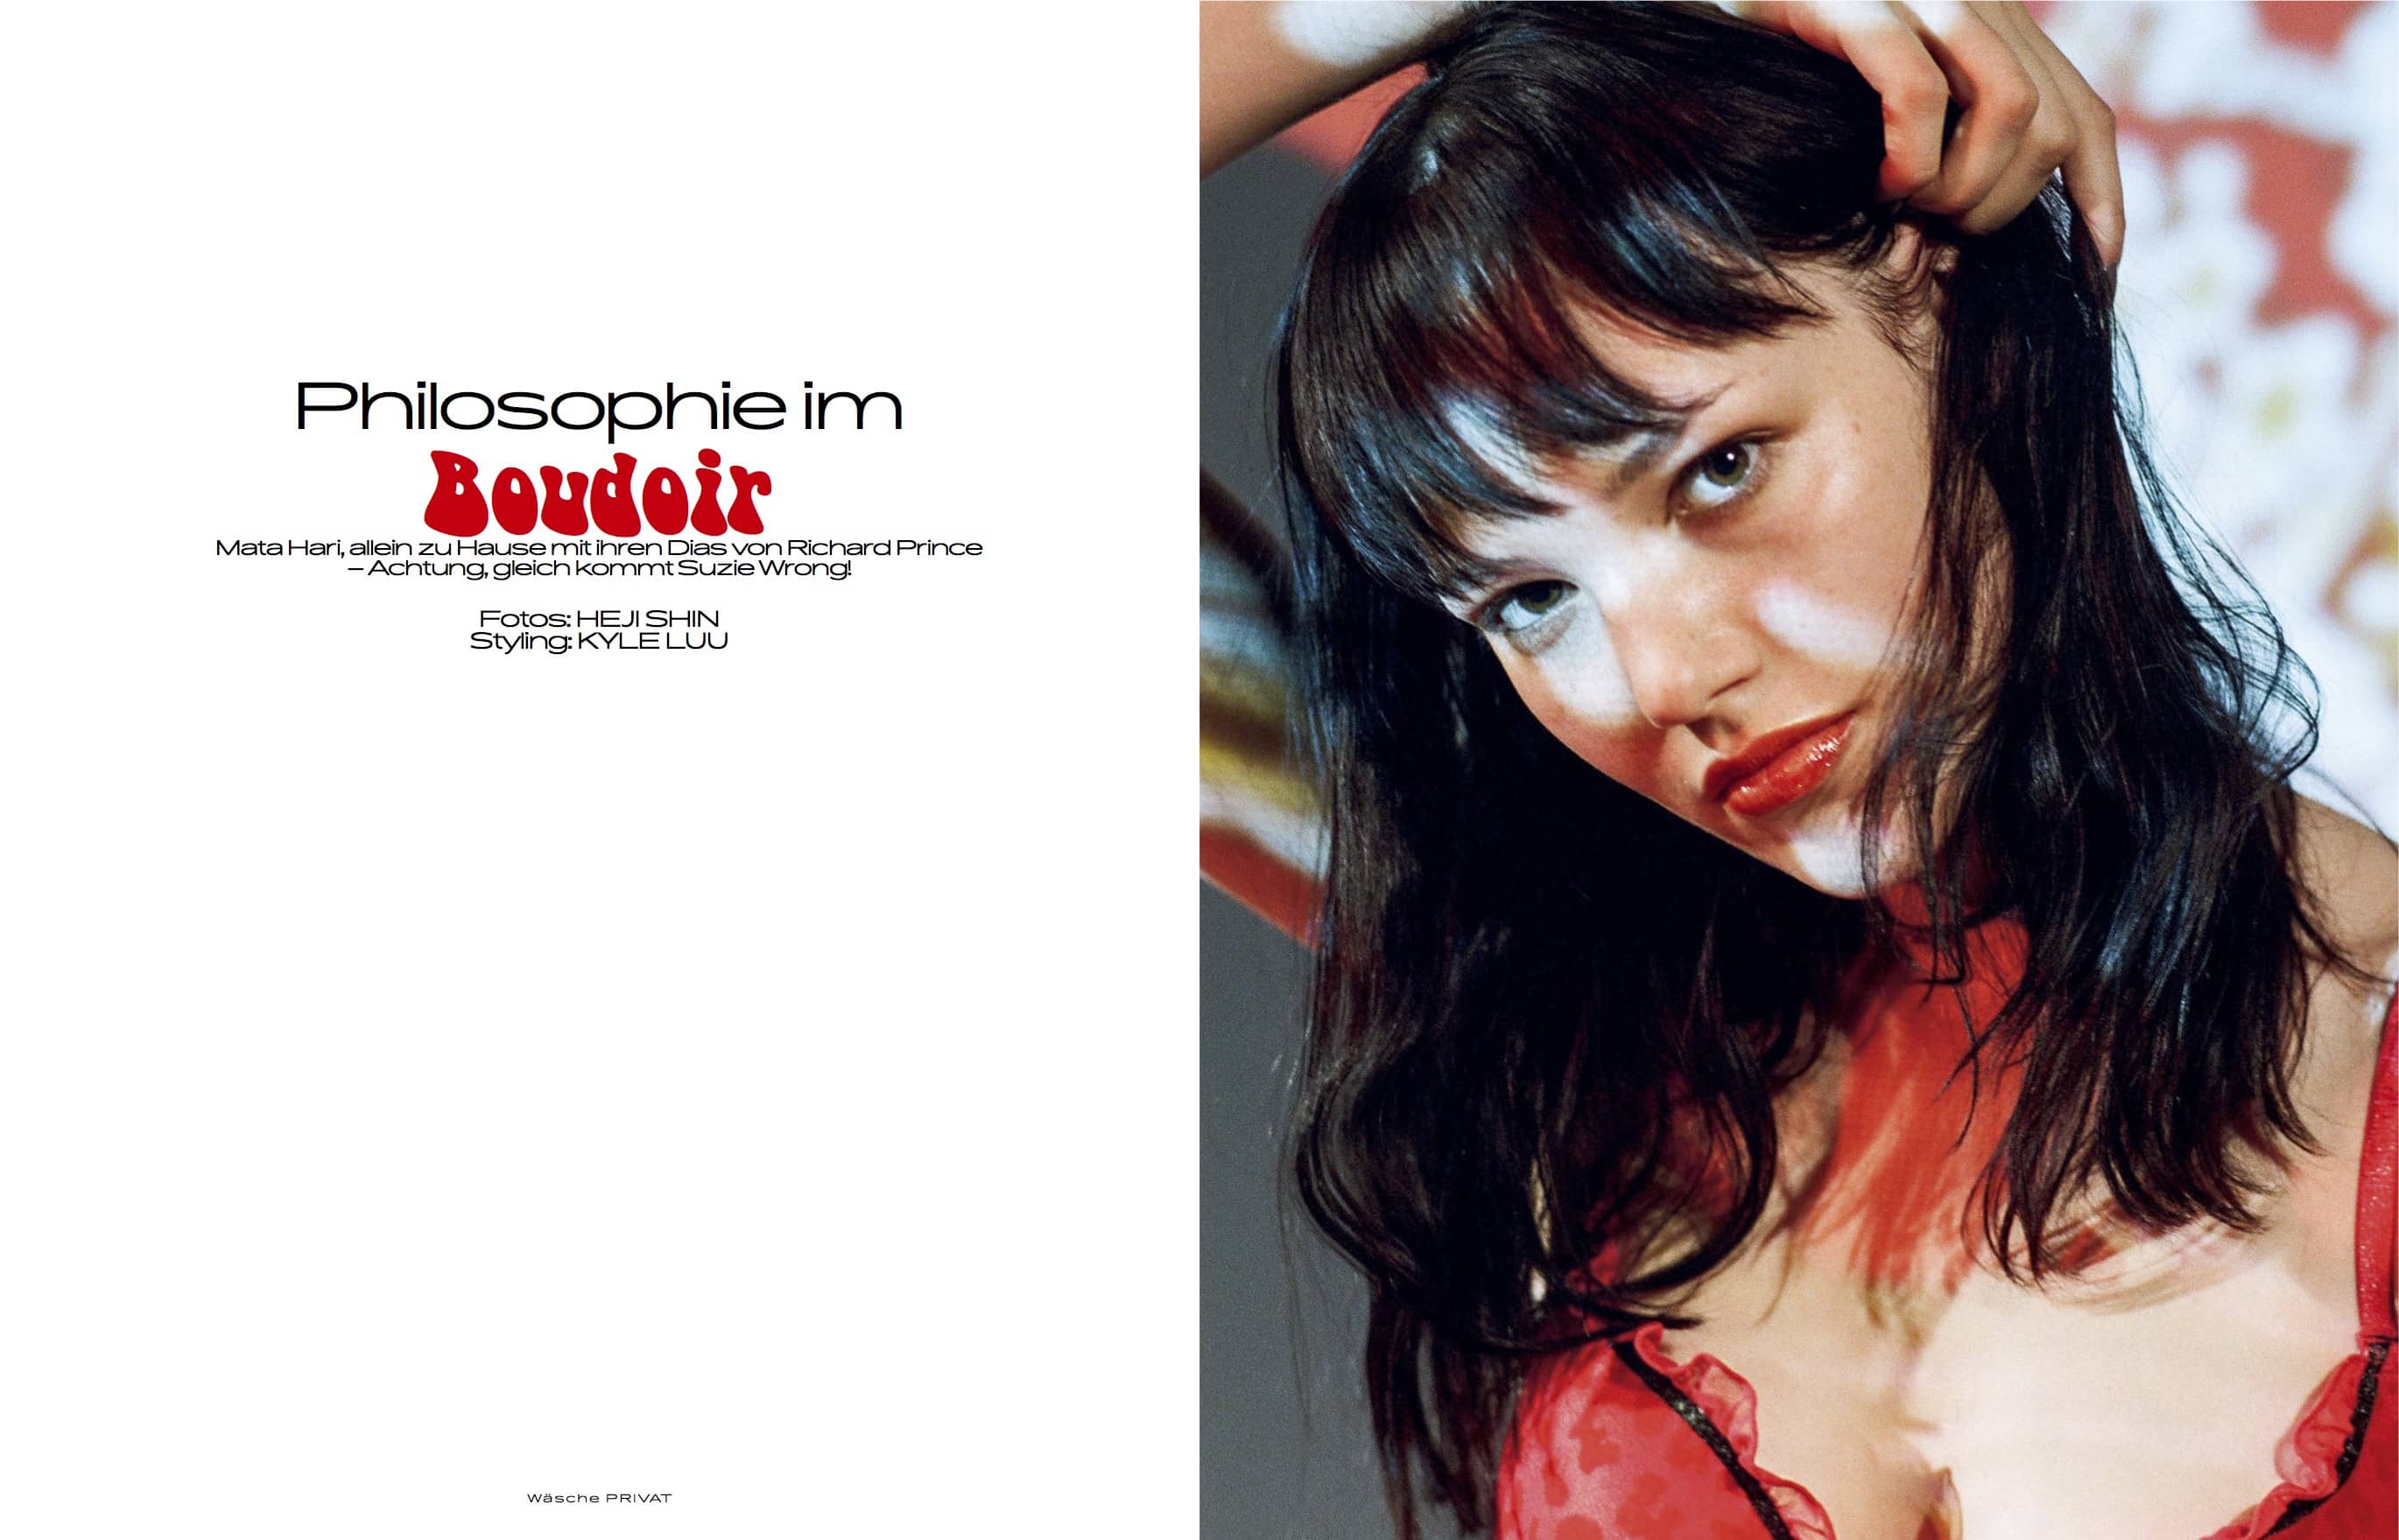 Philosophie im
Boudoir
Mata Hari, allein zu Hause mit ihren Dias von Richard Prince
– Achtung, gleich kommt Suzie Wrong!
Fotos: HEJI SHIN
Styling: KYLE LUU
Wäsche PRIVAT